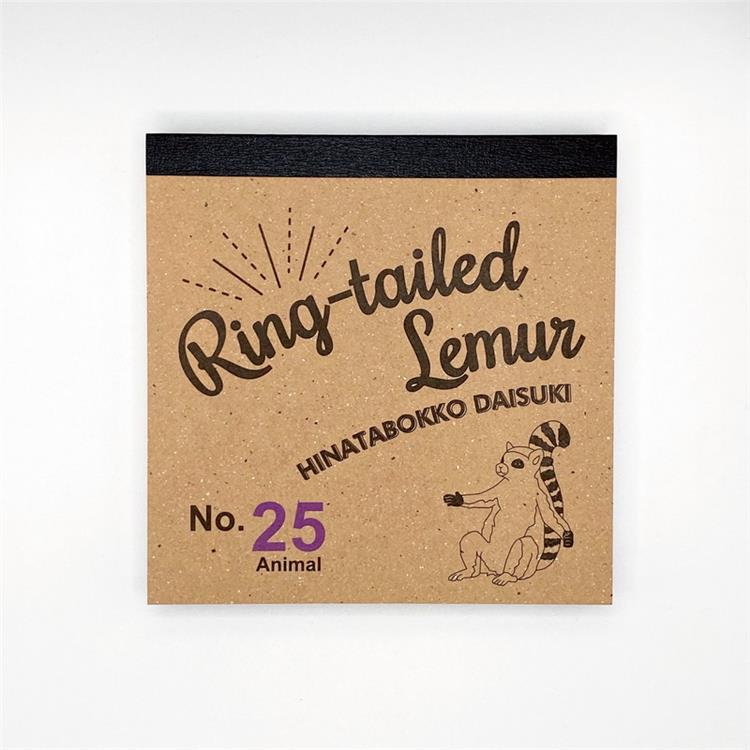 Ring-tailed
Lemur
HINATABOKKO DAISUKI
No. 25
Animal